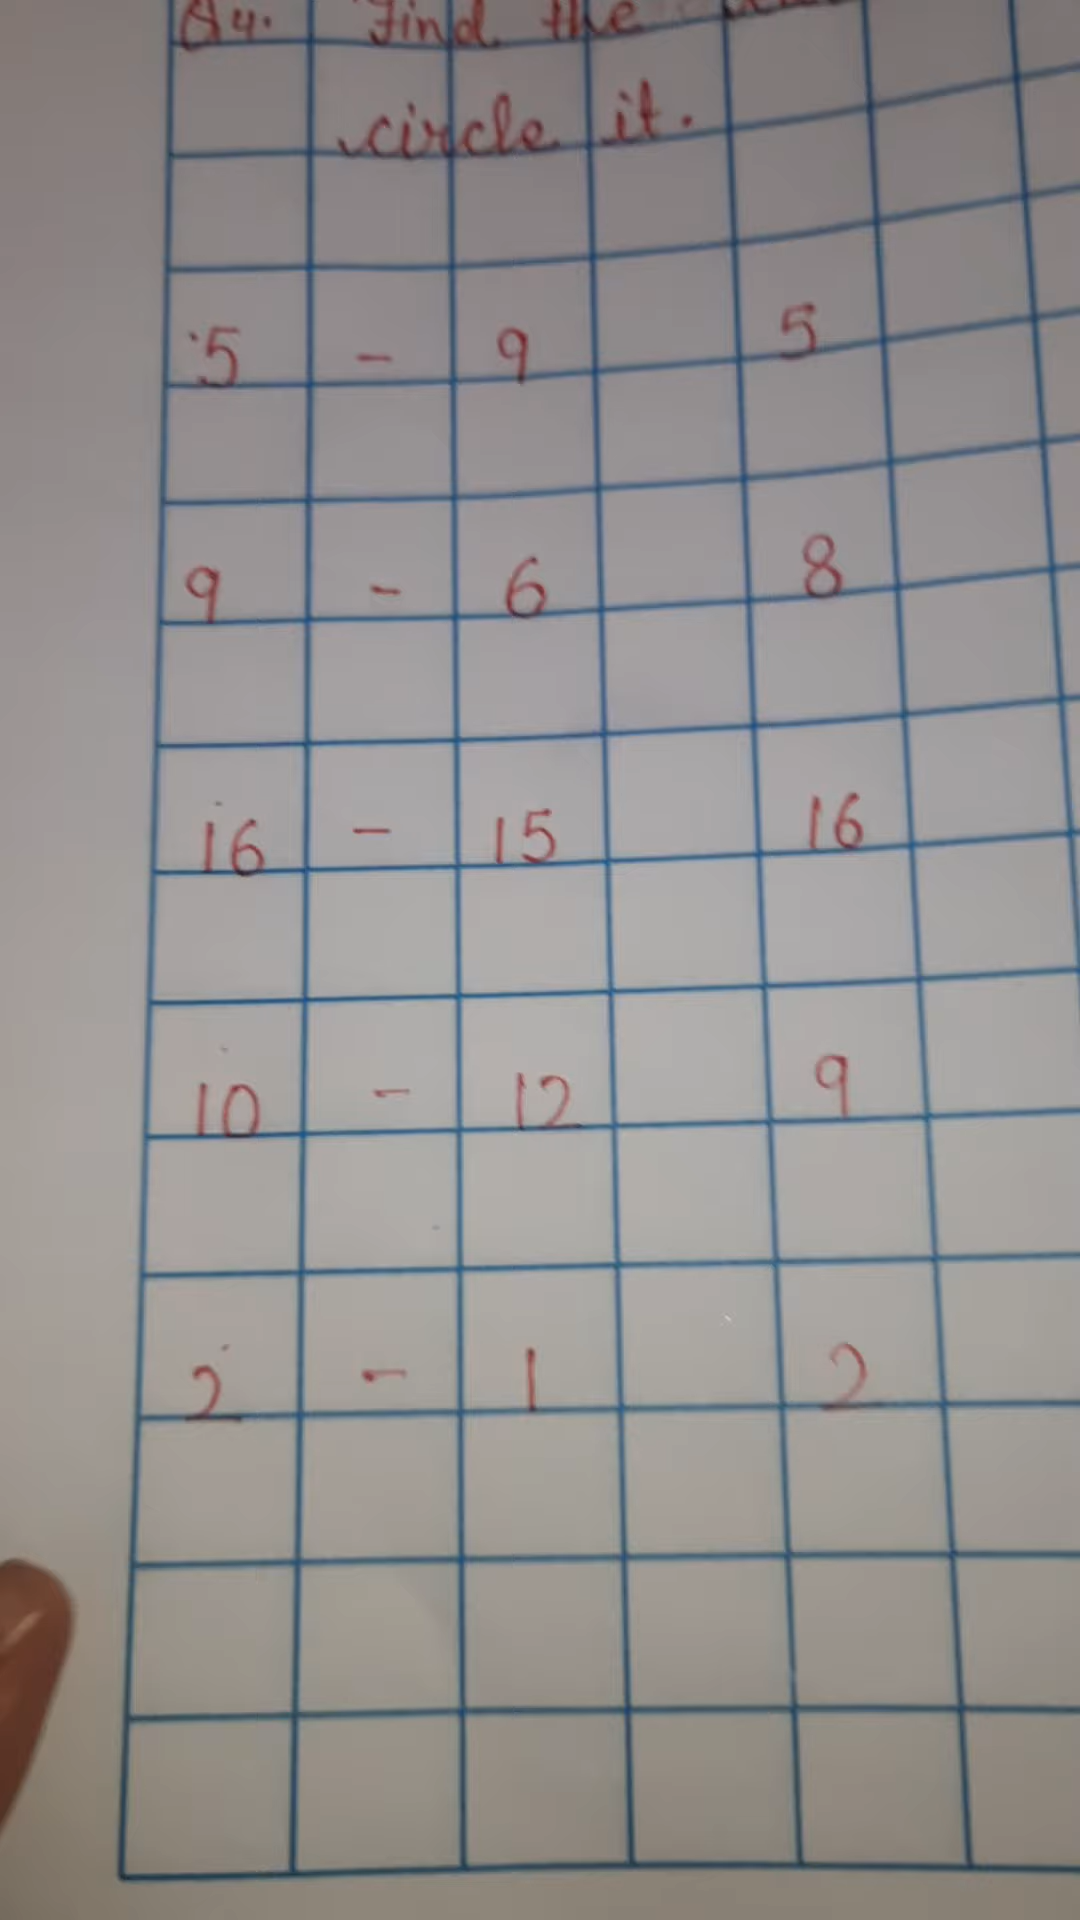 Q4. Find the
circle it.
5 - 9 5
9 - 6 8
16 - 15 16
10 - 12 9
2 - 1 2